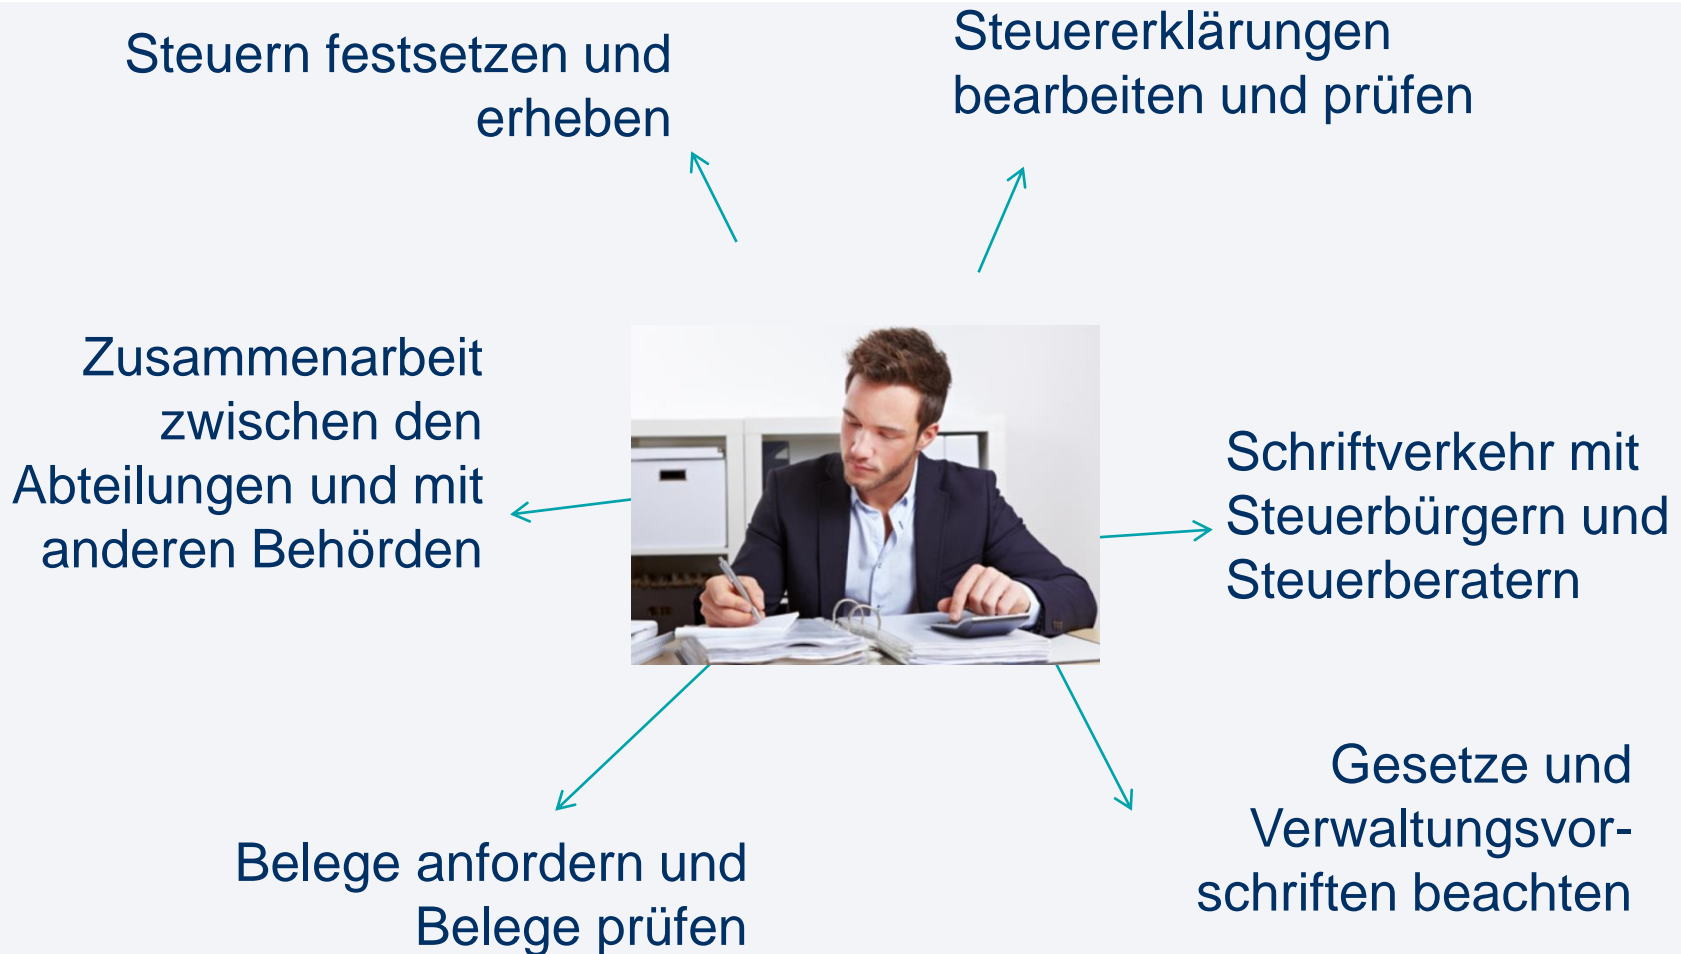 Steuern festsetzen und
erheben
Steuererklärungen
bearbeiten und prüfen
Zusammenarbeit
zwischen den
Abteilungen und mit
anderen Behörden
Schriftverkehr mit
Steuerbürgern und
Steuerberatern
Belege anfordern und
Belege prüfen
Gesetze und
Verwaltungsvor-
schriften beachten